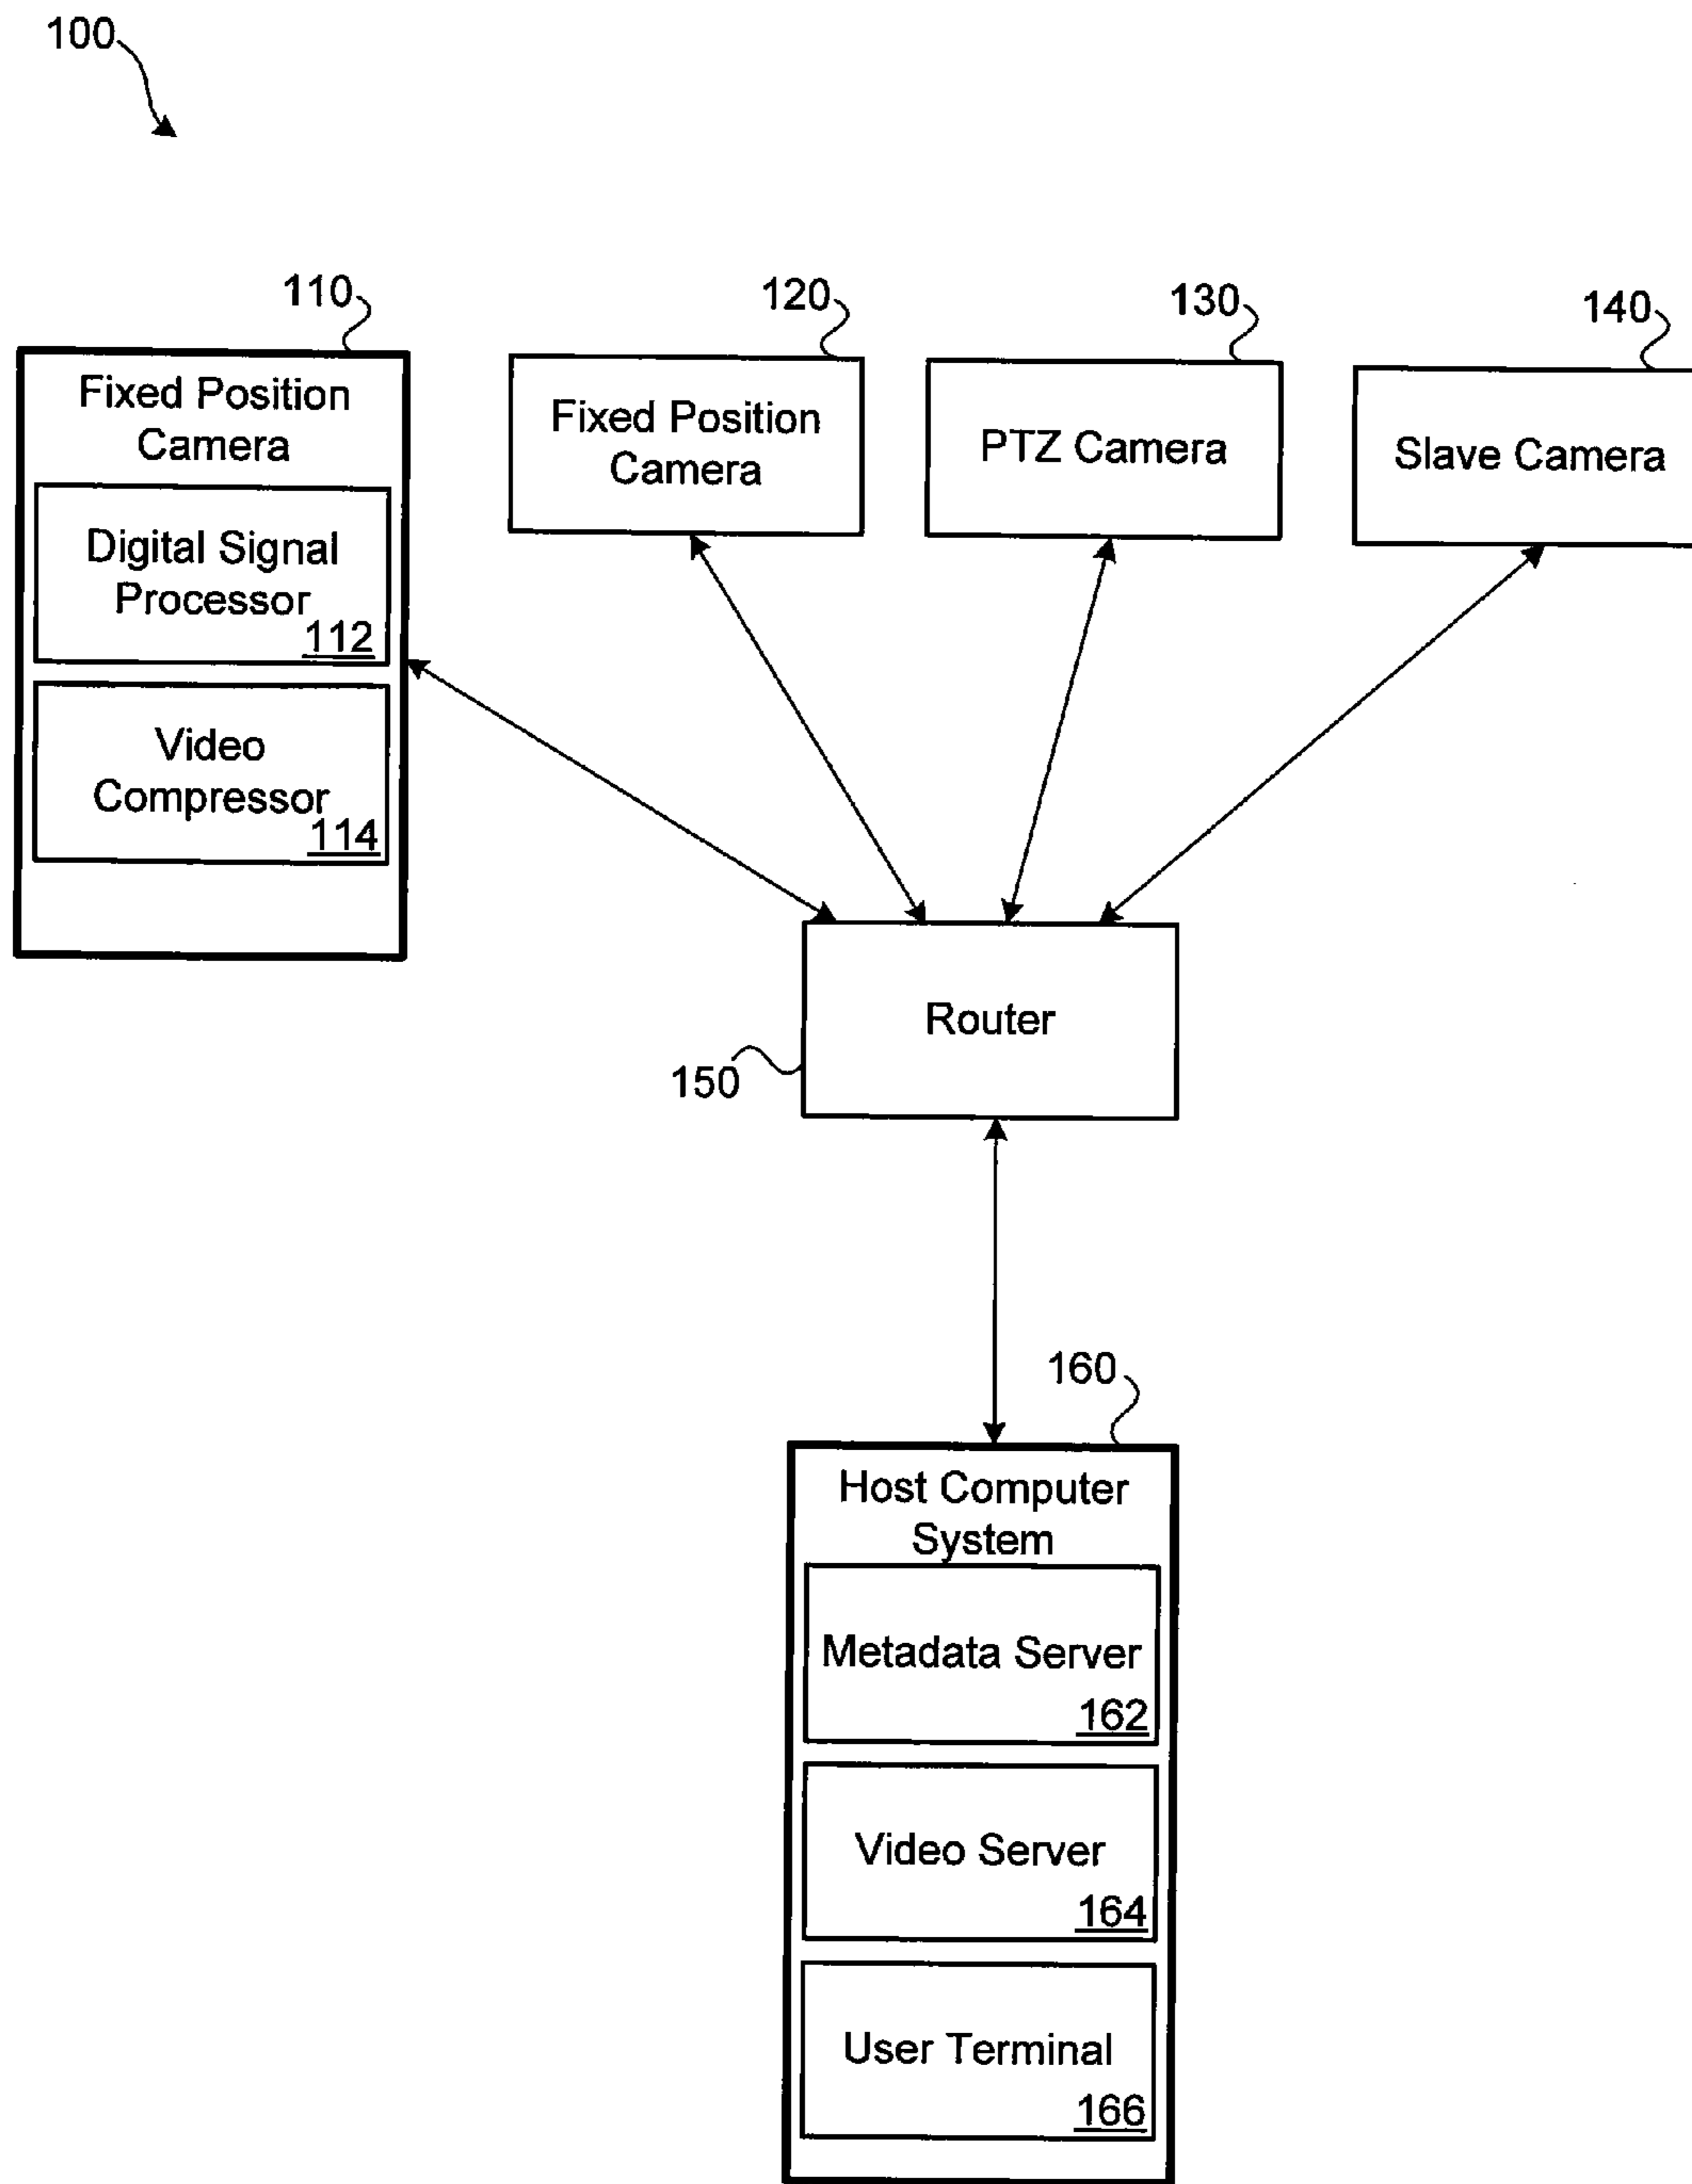 100
110
120
130
140
Fixed Position
Camera
Digital Signal
Processor
112
Video
Compressor
114
Fixed Position
Camera
PTZ Camera
Slave Camera
Router
150
160
Host Computer
System
Metadata Server
162
Video Server
164
User Terminal
166